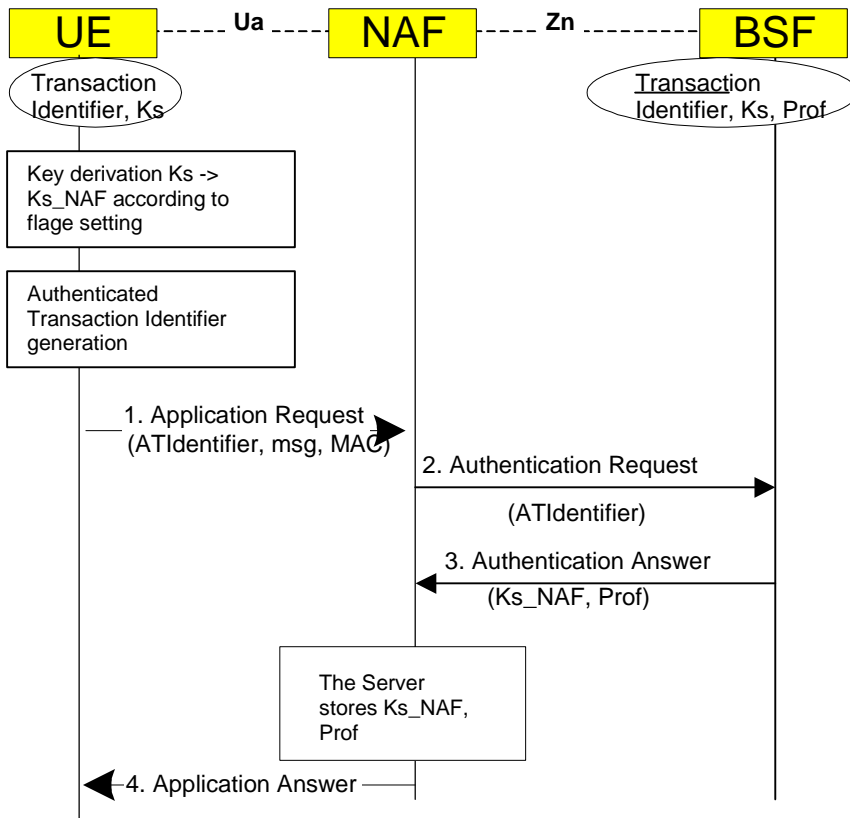 UE
Ua
NAF
Zn
BSF
Transaction
Identifier, Ks
Transaction
Identifier, Ks, Prof
Key derivation Ks ->
Ks_NAF according to
flage setting
Authenticated
Transaction Identifier
generation
1. Application Request
(ATIdentifier, msg, MAC)
2. Authentication Request
(ATIdentifier)
3. Authentication Answer
(Ks_NAF, Prof)
The Server
stores Ks_NAF,
Prof
4. Application Answer